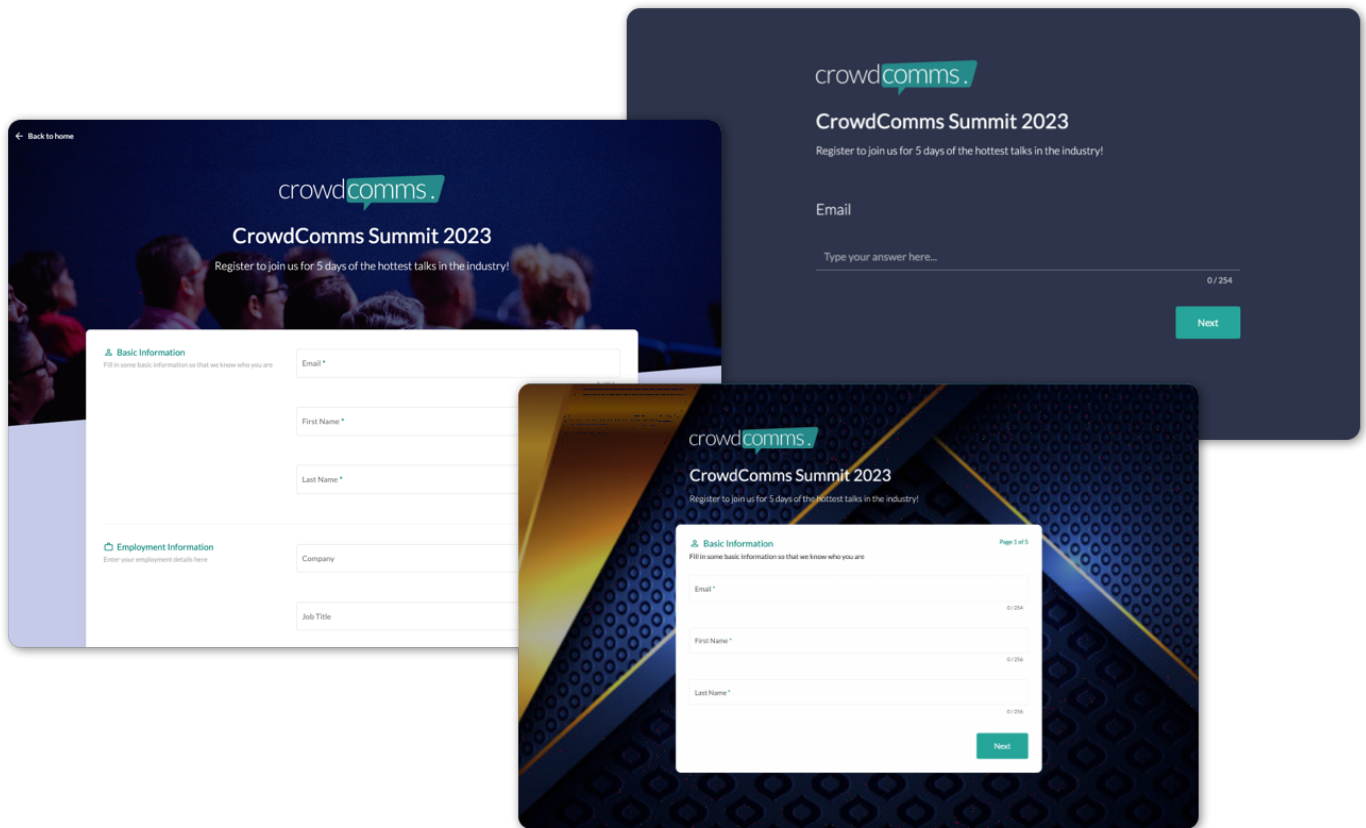 ← Back to home
crowdcomms.
CrowdComms Summit 2023
Register to join us for 5 days of the hottest talks in the industry!
Basic Information
Fill in some basic information so that we know who you are
Email *
First Name *
Last Name *
Employment Information
Enter your employment details here
Company
Job Title
crowdcomms.
CrowdComms Summit 2023
Register to join us for 5 days of the hottest talks in the industry!
Email
Type your answer here...
0 / 254
Next
crowdcomms.
CrowdComms Summit 2023
Register to join us for 5 days of the hottest talks in the industry!
Basic Information
Page 1 of 5
Fill in some basic information so that we know who you are
Email *
0 / 254
First Name *
0 / 256
Last Name *
0 / 256
Next